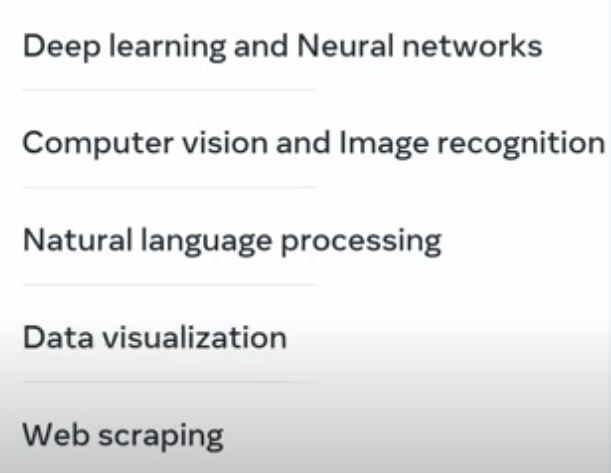 Deep learning and Neural networks
Computer vision and Image recognition
Natural language processing
Data visualization
Web scraping